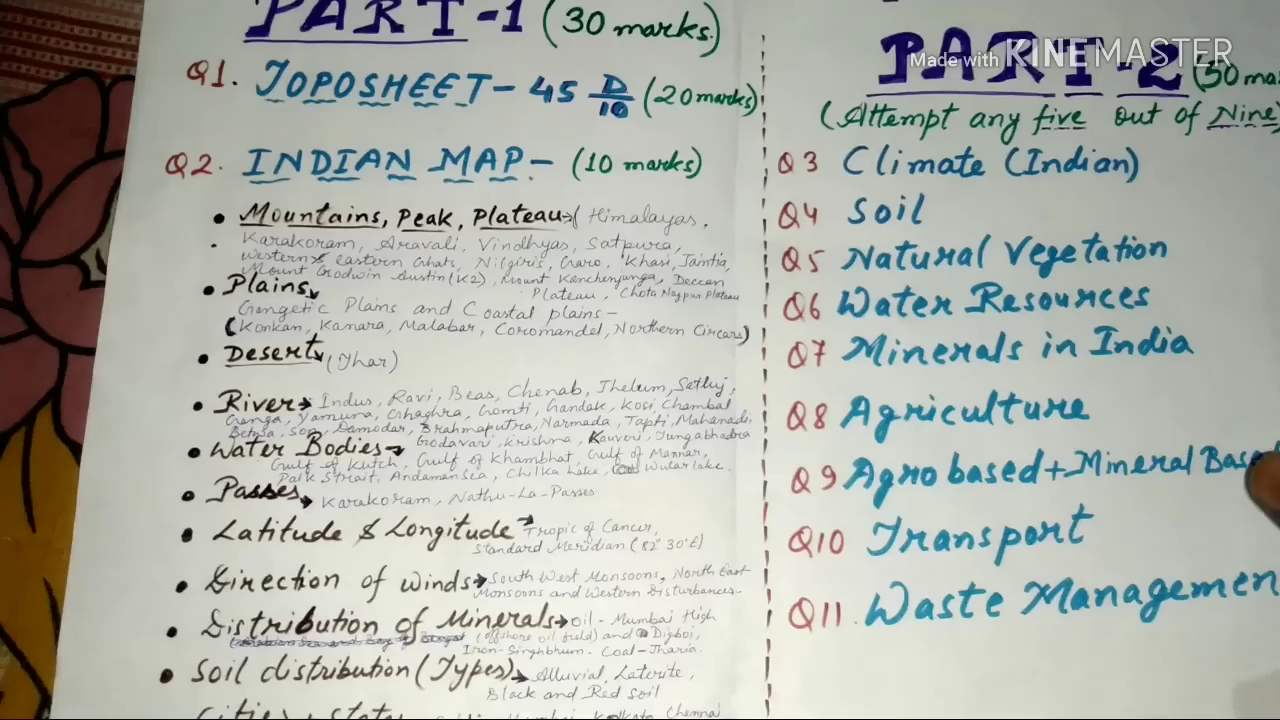 PART-1 (30 marks)
Q1. TOPOSHEET- 45 D/10 (20 marks)
Q2. INDIAN MAP- (10 marks)
• Mountains, Peak, Plateau→( Himalayas,
Karakoram, Aravali, Vindhyas, Satpura,
Western & eastern Ghats, Nilgiris, Garo, Khasi, Jaintia,
Mount Godwin Austin (K2), Mount Kanchenjunga, Deccan
Plateau, Chota Nagpur Plateau
• Plains
Gangetic Plains and Coastal plains-
(Konkan, Kanara, Malabar, Coromandel, Northern Circars)
• Desert (Thar)
• River→ Indus, Ravi, Beas, Chenab, Jhelum, Satluj,
Ganga, Yamuna, Ghaghra, Gomti, Gandak, Kosi, Chambal
Betwa, Son, Damodar, Brahmaputra, Narmada, Tapti, Mahanadi,
Godavari, Krishna, Kauveri, Tungabhadra
• Water Bodies→
Gulf of Kutch, Gulf of Khambhat, Gulf of Mannar,
Palk Strait, Andamansea, Chilka Lake, Wular lake.
• Passes→ Karakoram, Nathu-La-Passes
• Latitude & Longitude→ Tropic of Cancer,
Standard Meridian (82° 30'E)
• Direction of winds→ South West Monsoons, North East
Monsoons and Western Disturbances-
• Distribution of Minerals→ Oil - Mumbai High
(offshore oil field) and Digboi,
Iron-Singhbhum. Coal-Jharia.
• Soil distribution (Types)→ Alluvial, Laterite,
Black and Red Soil
Mumbai, Kolkata, Chennai
Made with KINEMASTER
PART-2 (50 ma
(Attempt any five out of Nine
Q3 Climate (Indian)
Q4 Soil
Q5 Natural Vegetation
Q6 Water Resources
Q7 Minerals in India
Q8 Agriculture
Q9 Agro based+Mineral Base
Q10 Transport
Q11. Waste Managemen